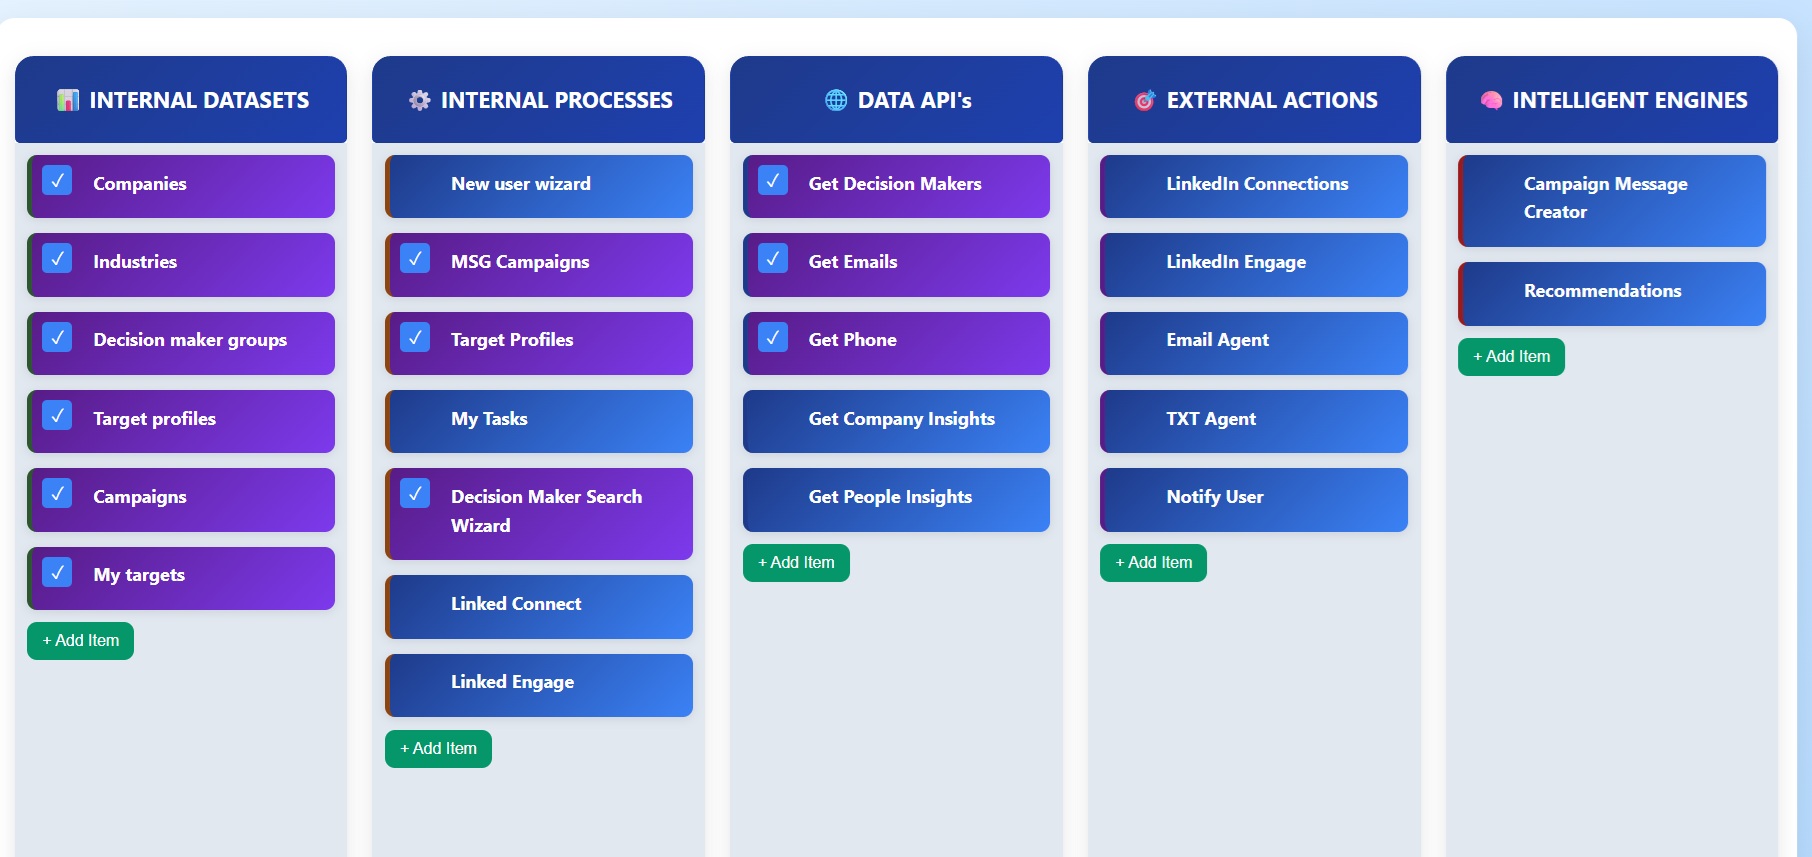 INTERNAL DATASETS
✓ Companies
✓ Industries
✓ Decision maker groups
✓ Target profiles
✓ Campaigns
✓ My targets
+ Add Item
INTERNAL PROCESSES
New user wizard
✓ MSG Campaigns
✓ Target Profiles
My Tasks
✓ Decision Maker Search
Wizard
Linked Connect
Linked Engage
+ Add Item
DATA API's
✓ Get Decision Makers
✓ Get Emails
✓ Get Phone
Get Company Insights
Get People Insights
+ Add Item
EXTERNAL ACTIONS
LinkedIn Connections
LinkedIn Engage
Email Agent
TXT Agent
Notify User
+ Add Item
INTELLIGENT ENGINES
Campaign Message
Creator
Recommendations
+ Add Item